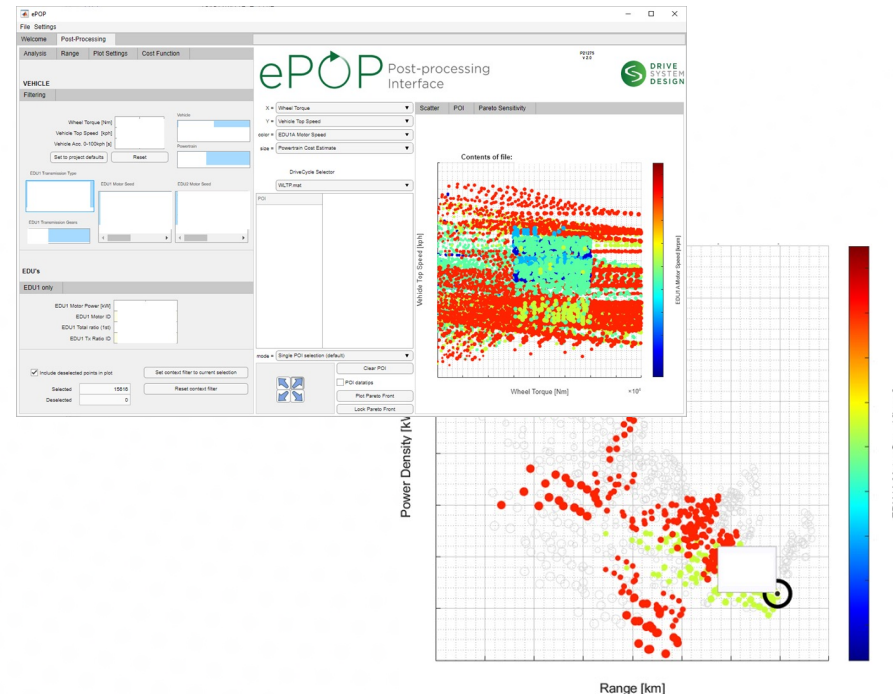 ePOP
File Settings
Welcome Post-Processing
Analysis Range Plot Settings Cost Function
ePOP Post-processing Interface
P21275
v 2.0
DRIVE
SYSTEM
DESIGN
VEHICLE
Filtering
Wheel Torque [Nm]
Vehicle Top Speed [kph]
Vehicle Acc. 0-100kph [s]
Vehicle
Powertrain
Set to project defaults Reset
EDU1 Transmission Type
EDU1 Motor Seed
EDU2 Motor Seed
EDU1 Transmission Gears
EDU's
EDU1 only
EDU1 Motor Power [kW]
EDU1 Motor ID
EDU1 Total ratio (1st)
EDU1 Tx Ratio ID
Include deselected points in plot
Set context filter to current selection
Selected 15616
Reset context filter
Deselected 0
X = Wheel Torque
Y = Vehicle Top Speed
color = EDU1A Motor Speed
size = Powertrain Cost Estimate
DriveCycle Selector
WLTP.mat
POI
mode = Single POI selection (default)
Clear POI
POI datatips
Plot Pareto Front
Lock Pareto Front
Scatter POI Pareto Sensitivity
Contents of file:
Vehicle Top Speed [kph]
EDU1A Motor Speed [krpm]
Wheel Torque [Nm]
×10⁴
Power Density [kW
Range [km]